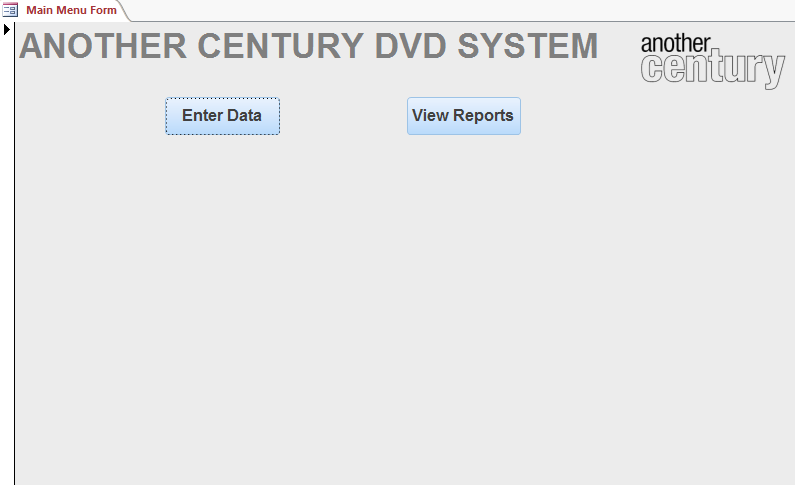 Main Menu Form
ANOTHER CENTURY DVD SYSTEM
another
century
Enter Data
View Reports